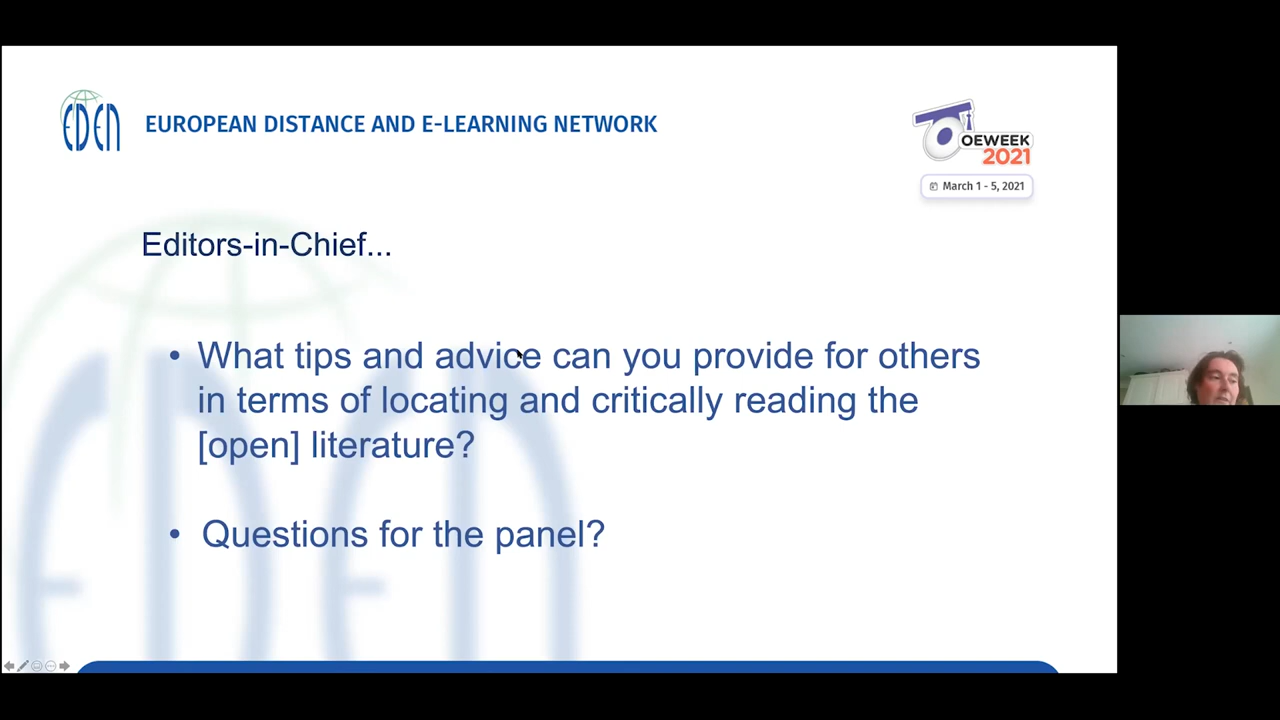 EDEN
EUROPEAN DISTANCE AND E-LEARNING NETWORK
OEWEEK
2021
March 1 - 5, 2021
Editors-in-Chief...
• What tips and advice can you provide for others
in terms of locating and critically reading the
[open] literature?
• Questions for the panel?